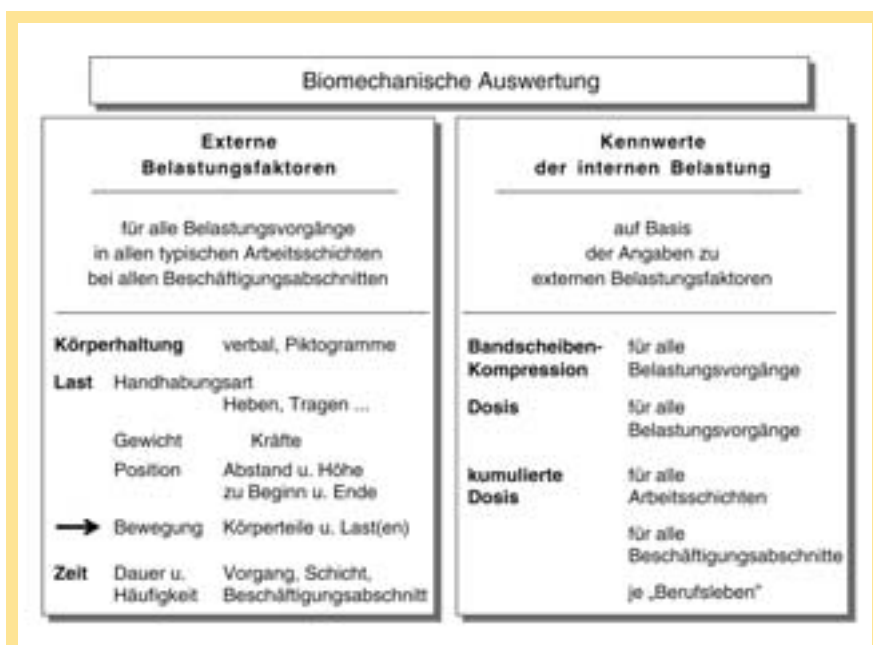 Biomechanische Auswertung
Externe
Belastungsfaktoren
für alle Belastungsvorgänge
in allen typischen Arbeitsschichten
bei allen Beschäftigungsabschnitten
Körperhaltung verbal, Piktogramme
Last Handhabungsart
Heben, Tragen ...
Gewicht Kräfte
Position Abstand u. Höhe
zu Beginn u. Ende
→ Bewegung Körperteile u. Last(en)
Zeit Dauer u. Vorgang, Schicht,
Häufigkeit Beschäftigungsabschnitt
Kennwerte
der internen Belastung
auf Basis
der Angaben zu
externen Belastungsfaktoren
Bandscheiben- für alle
Kompression Belastungsvorgänge
Dosis für alle
Belastungsvorgänge
kumulierte für alle
Dosis Arbeitsschichten
für alle
Beschäftigungsabschnitte
je „Berufsleben"